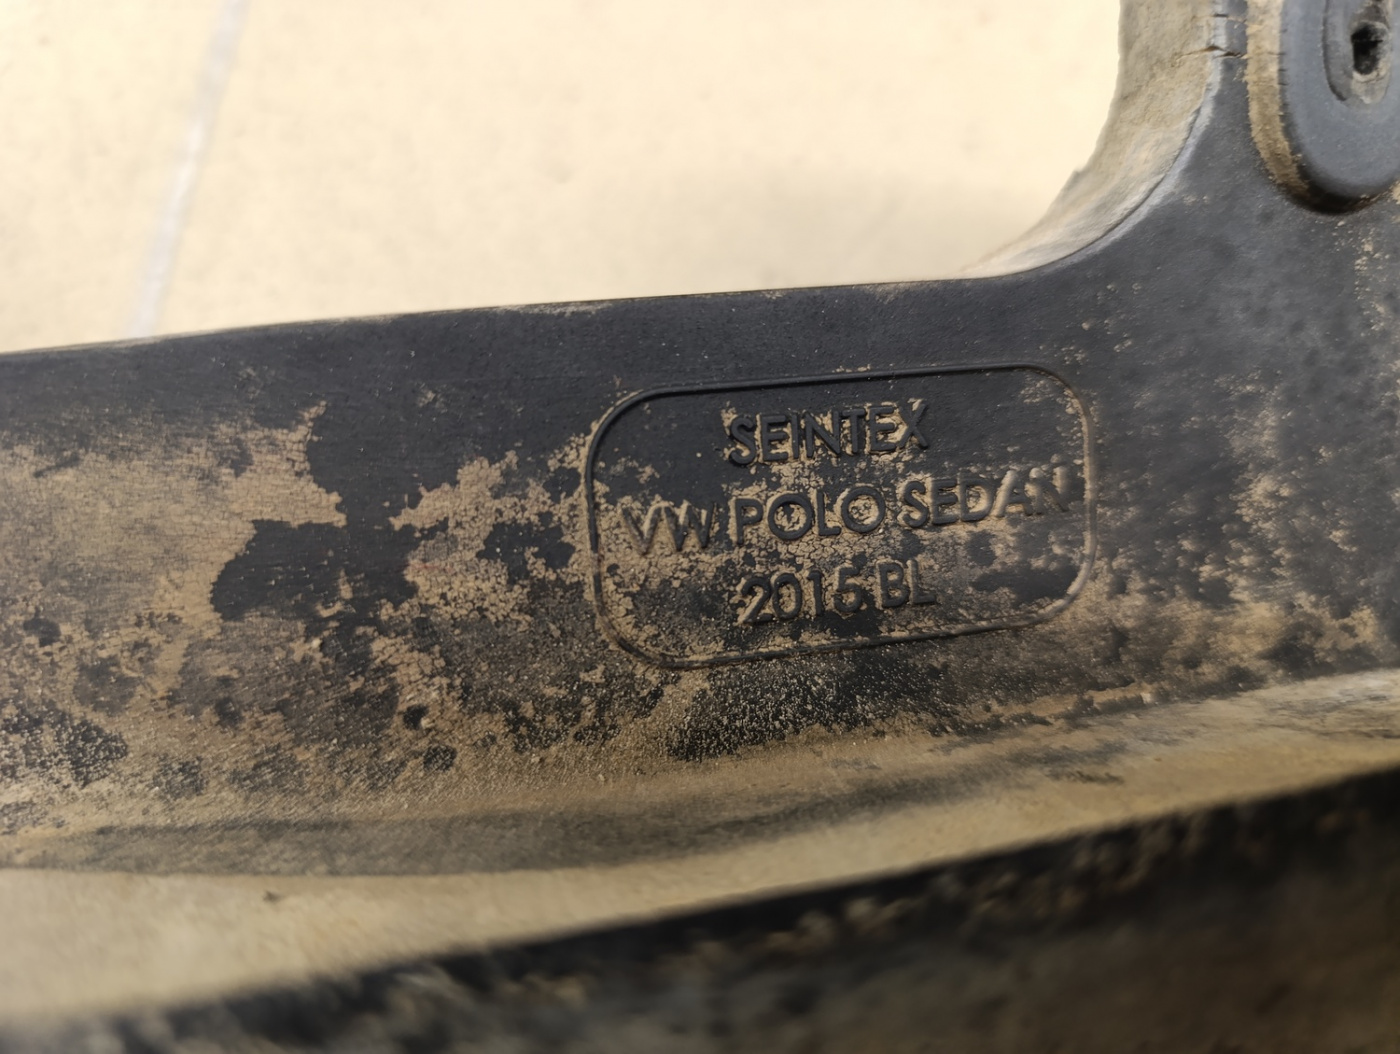 SEINTEX
VW POLO SEDAN
2015 BL